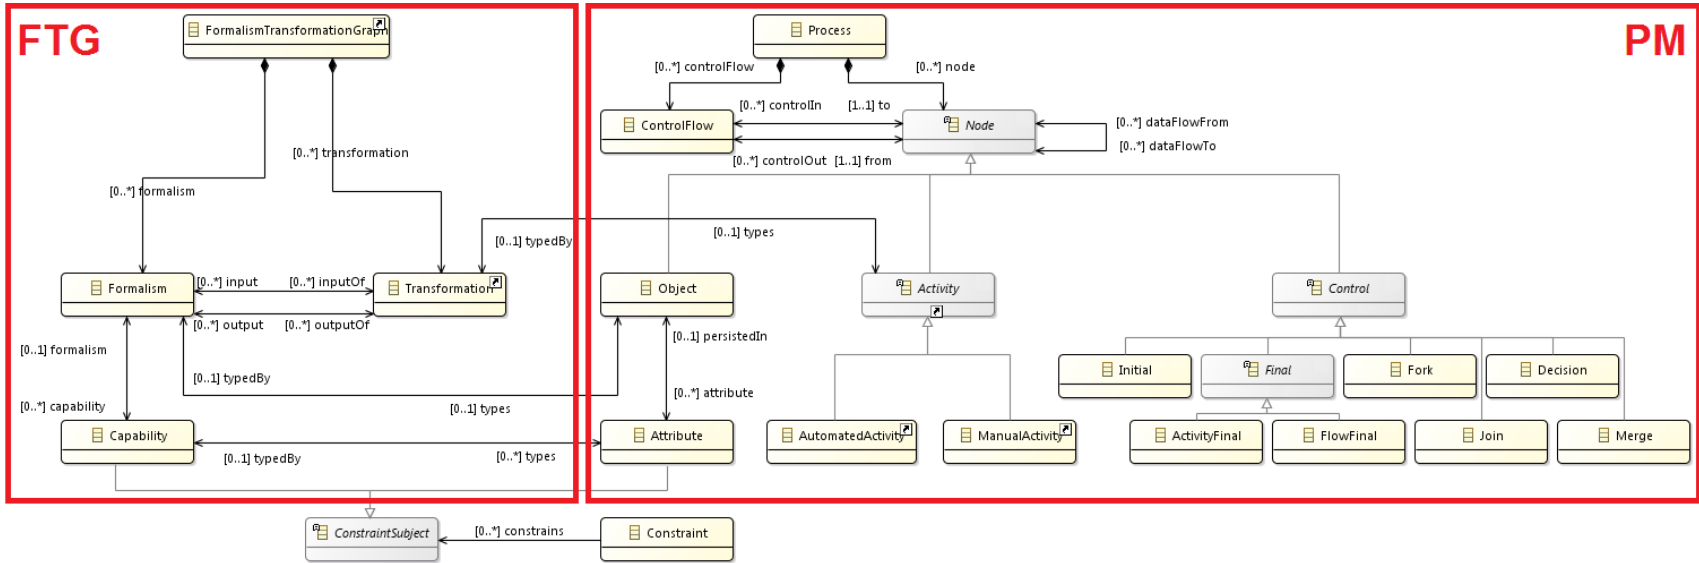 FTG
FormalismTransformationGraph
PM
Process
[0..*] controlFlow
[0..*] node
[0..*] controlIn
[1..1] to
ControlFlow
Node
[0..*] dataFlowFrom
[0..*] dataFlowTo
[0..*] controlOut
[1..1] from
[0..*] transformation
[0..*] formalism
[0..1] typedBy
[0..1] types
Formalism
[0..*] input
[0..*] inputOf
Transformation
[0..*] output
[0..*] outputOf
Object
Activity
Control
[0..1] formalism
[0..1] persistedIn
[0..1] typedBy
[0..*] attribute
[0..*] capability
[0..1] types
Initial
Final
Fork
Decision
Capability
Attribute
AutomatedActivity
ManualActivity
ActivityFinal
FlowFinal
Join
Merge
[0..1] typedBy
[0..*] types
ConstraintSubject
[0..*] constrains
Constraint